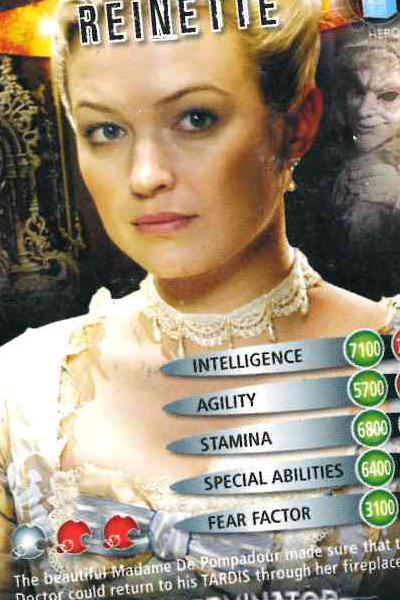 REINETTE
HERO
INTELLIGENCE 7100
AGILITY 5700
STAMINA 6800
SPECIAL ABILITIES 6400
FEAR FACTOR 3100
The beautiful Madame De Pompadour made sure that
Doctor could return to his TARDIS through her fireplace